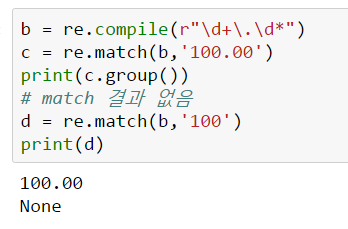 b = re.compile(r"\d+\.\d*")
c = re.match(b,'100.00')
print(c.group())
# match 결과 없음
d = re.match(b,'100')
print(d)
100.00
None